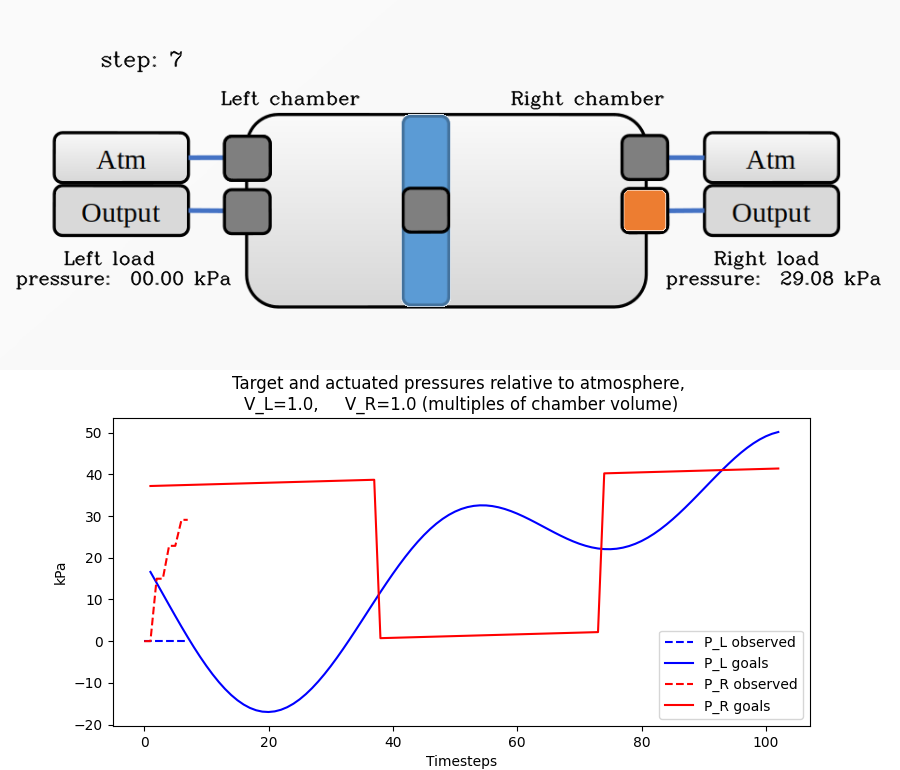 step: 7
Left chamber
Right chamber
Atm
Atm
Output
Output
Left load
pressure: 00.00 kPa
Right load
pressure: 29.08 kPa
Target and actuated pressures relative to atmosphere,
V_L=1.0, V_R=1.0 (multiples of chamber volume)
50
40
30
20
10
0
−10
−20
kPa
P_L observed
P_L goals
P_R observed
P_R goals
0 20 40 60 80 100
Timesteps